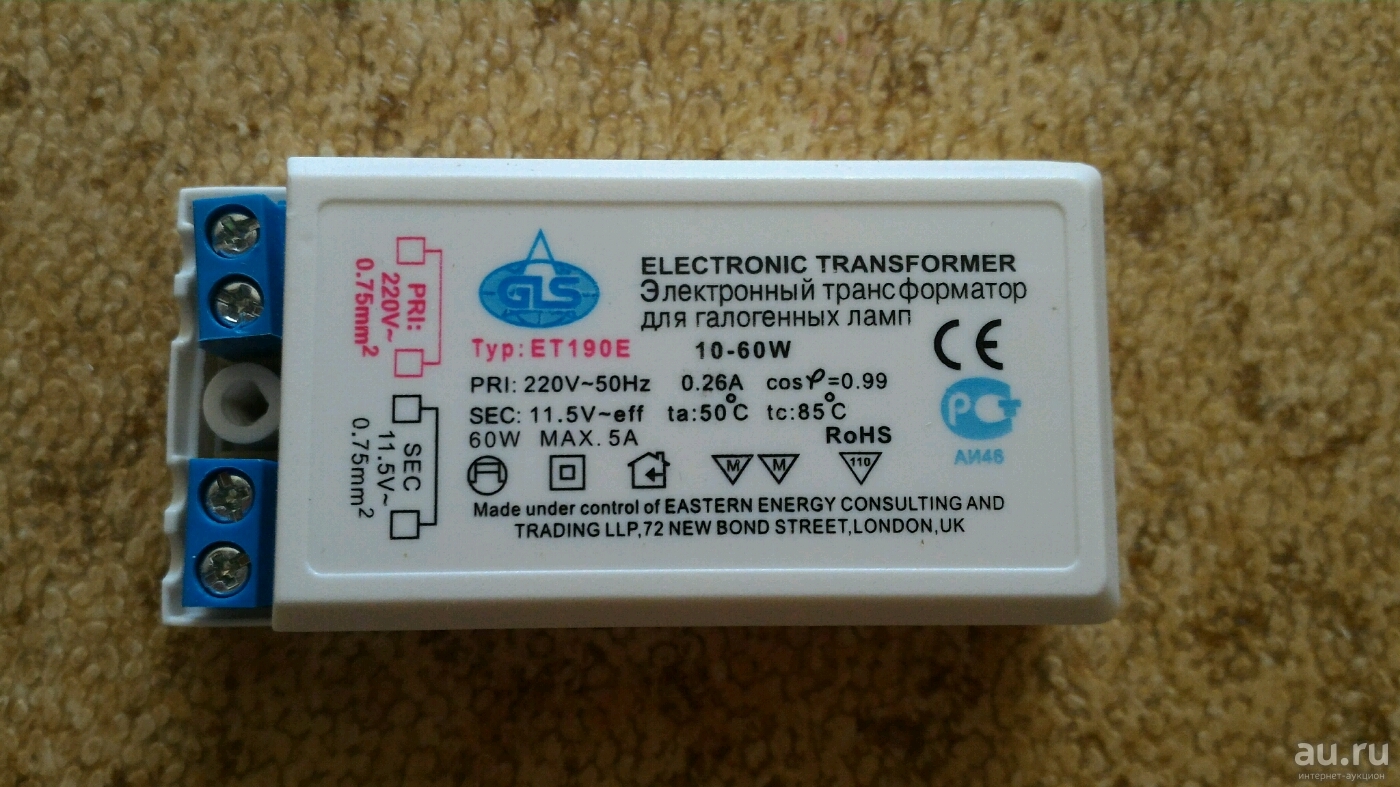 PRI:
220V~
0.75mm²
SEC
11.5V~
0.75mm²
GLS
ELECTRONIC TRANSFORMER
Электронный трансформатор
для галогенных ламп
Typ: ET190E 10-60W
PRI: 220V~50Hz 0.26A cosφ=0.99
SEC: 11.5V~eff ta:50°C tc:85°C
60W MAX. 5A RoHS
CE
РСТ
АИ46
M M 110
Made under control of EASTERN ENERGY CONSULTING AND
TRADING LLP,72 NEW BOND STREET,LONDON,UK
au.ru
интернет-аукцион